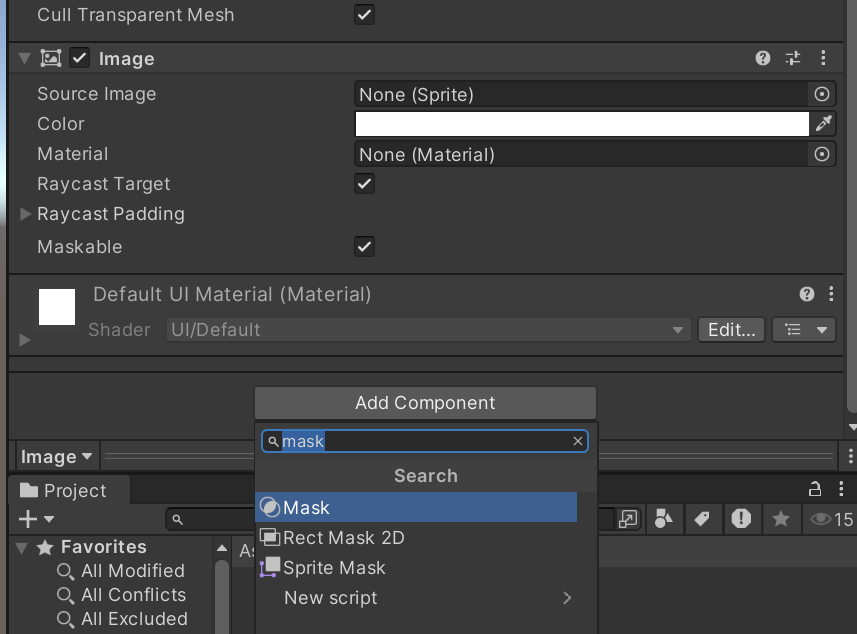 Cull Transparent Mesh
Image
Source Image None (Sprite)
Color
Material None (Material)
Raycast Target
Raycast Padding
Maskable
Default UI Material (Material)
Shader UI/Default Edit...
Add Component
mask
Image
Search
Project
Mask
15
Rect Mask 2D
Favorites
As
All Modified
Sprite Mask
All Conflicts
New script
All Excluded